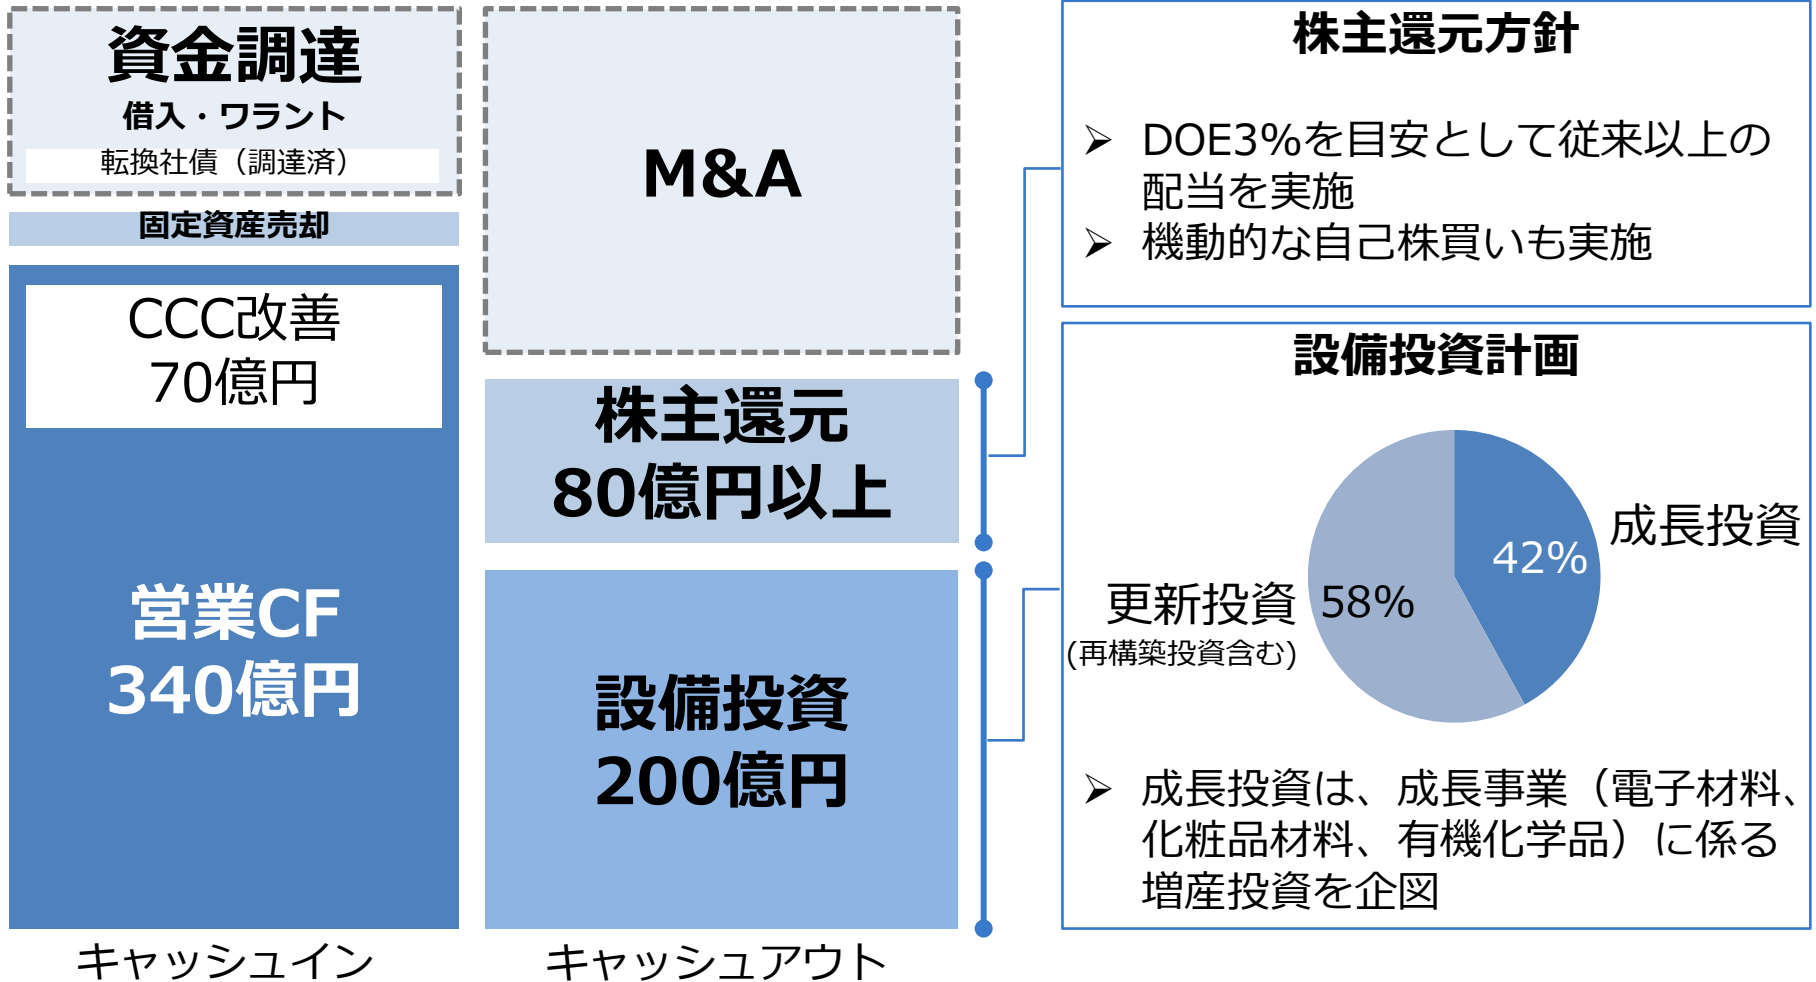 資金調達
借入・ワラント
転換社債（調達済）
固定資産売却
CCC改善
70億円
営業CF
340億円
キャッシュイン
M&A
株主還元
80億円以上
設備投資
200億円
キャッシュアウト
株主還元方針
➢ DOE3%を目安として従来以上の
配当を実施
➢ 機動的な自己株買いも実施
設備投資計画
成長投資
42%
更新投資
(再構築投資含む)
58%
➢ 成長投資は、成長事業（電子材料、
化粧品材料、有機化学品）に係る
増産投資を企図